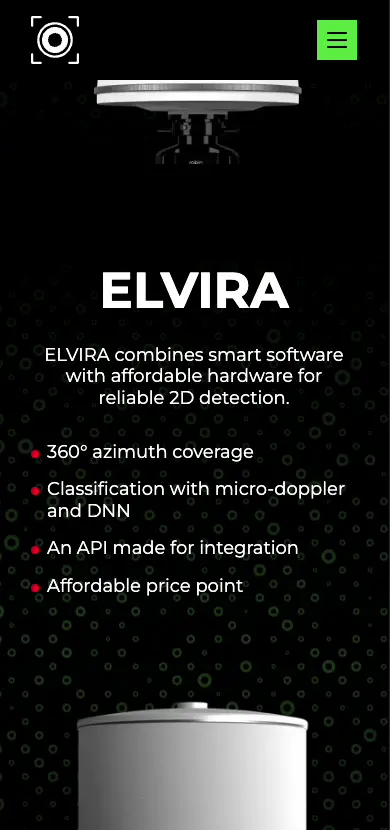 ELVIRA
ELVIRA combines smart software
with affordable hardware for
reliable 2D detection.
360° azimuth coverage
Classification with micro-doppler
and DNN
An API made for integration
Affordable price point